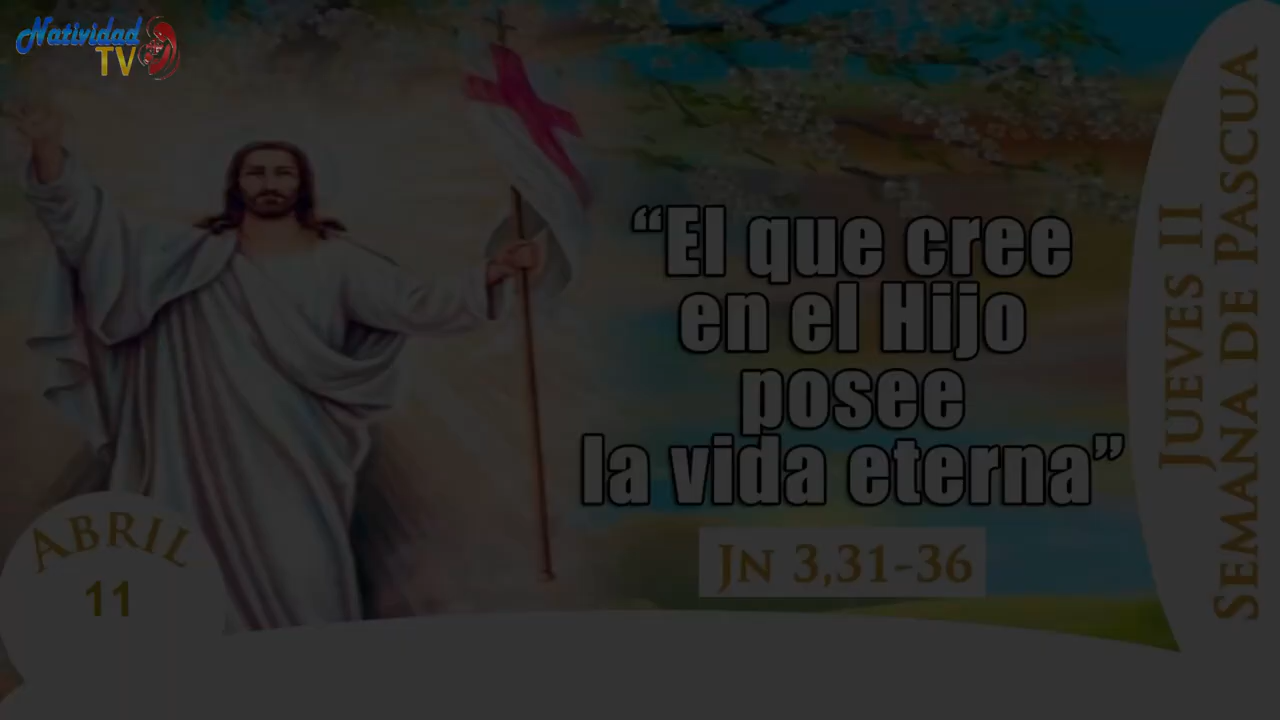 Natividad
TV
“El que cree
en el Hijo
posee
la vida eterna”
Jn 3,31-36
Abril
11
Jueves II
Semana de Pascua